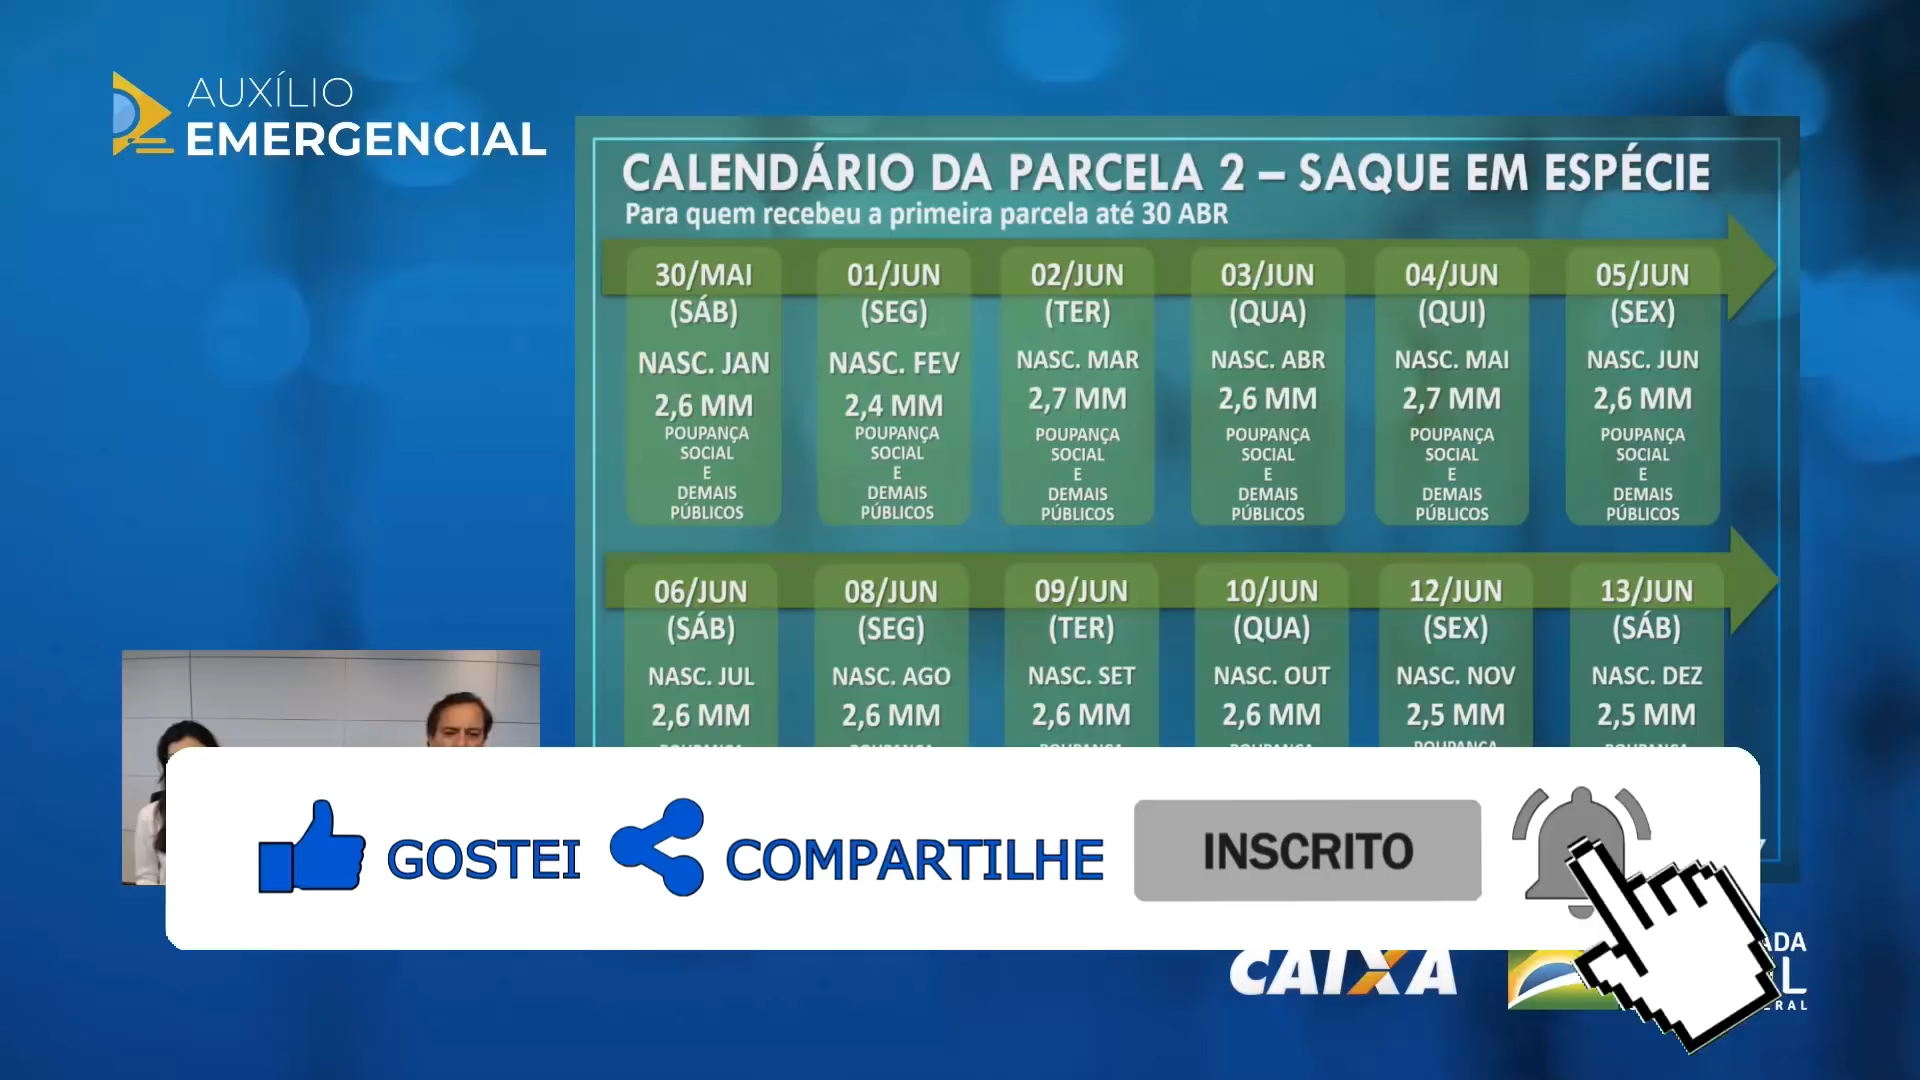 AUXÍLIO
EMERGENCIAL
CALENDÁRIO DA PARCELA 2 – SAQUE EM ESPÉCIE
Para quem recebeu a primeira parcela até 30 ABR
30/MAI 01/JUN 02/JUN 03/JUN 04/JUN 05/JUN
(SÁB) (SEG) (TER) (QUA) (QUI) (SEX)
NASC. JAN NASC. FEV NASC. MAR NASC. ABR NASC. MAI NASC. JUN
2,6 MM 2,4 MM 2,7 MM 2,6 MM 2,7 MM 2,6 MM
POUPANÇA POUPANÇA POUPANÇA POUPANÇA POUPANÇA POUPANÇA
SOCIAL SOCIAL SOCIAL SOCIAL SOCIAL SOCIAL
E E E E E E
DEMAIS DEMAIS DEMAIS DEMAIS DEMAIS DEMAIS
PÚBLICOS PÚBLICOS PÚBLICOS PÚBLICOS PÚBLICOS PÚBLICOS
06/JUN 08/JUN 09/JUN 10/JUN 12/JUN 13/JUN
(SÁB) (SEG) (TER) (QUA) (SEX) (SÁB)
NASC. JUL NASC. AGO NASC. SET NASC. OUT NASC. NOV NASC. DEZ
2,6 MM 2,6 MM 2,6 MM 2,6 MM 2,5 MM 2,5 MM
GOSTEI COMPARTILHE INSCRITO
CAIXA